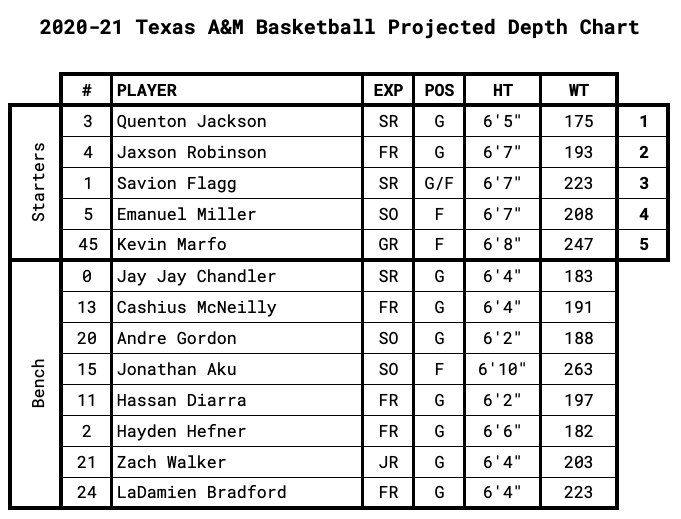 2020-21 Texas A&M Basketball Projected Depth Chart
# PLAYER EXP POS HT WT
Starters
3 Quenton Jackson SR G 6'5" 175 1
4 Jaxson Robinson FR G 6'7" 193 2
1 Savion Flagg SR G/F 6'7" 223 3
5 Emanuel Miller SO F 6'7" 208 4
45 Kevin Marfo GR F 6'8" 247 5
Bench
0 Jay Jay Chandler SR G 6'4" 183
13 Cashius McNeilly FR G 6'4" 191
20 Andre Gordon SO G 6'2" 188
15 Jonathan Aku SO F 6'10" 263
11 Hassan Diarra FR G 6'2" 197
2 Hayden Hefner FR G 6'6" 182
21 Zach Walker JR G 6'4" 203
24 LaDamien Bradford FR G 6'4" 223